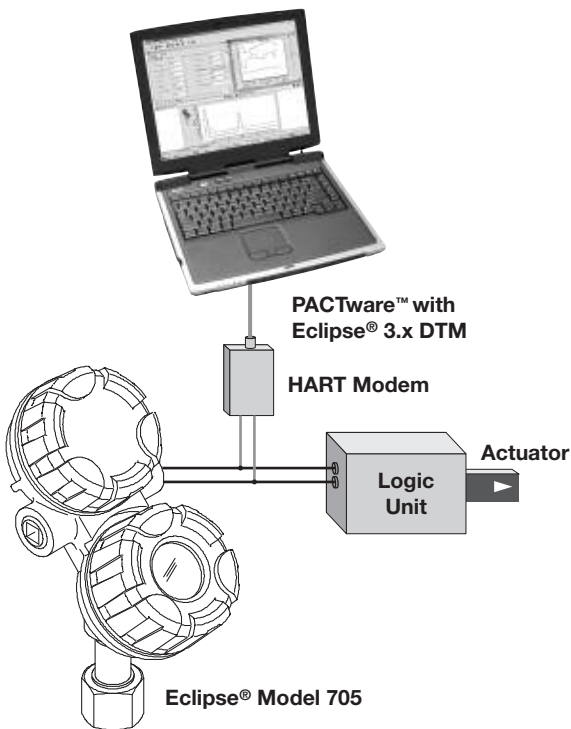 PACTware™ with
Eclipse® 3.x DTM
HART Modem
Actuator
Logic
Unit
Eclipse® Model 705